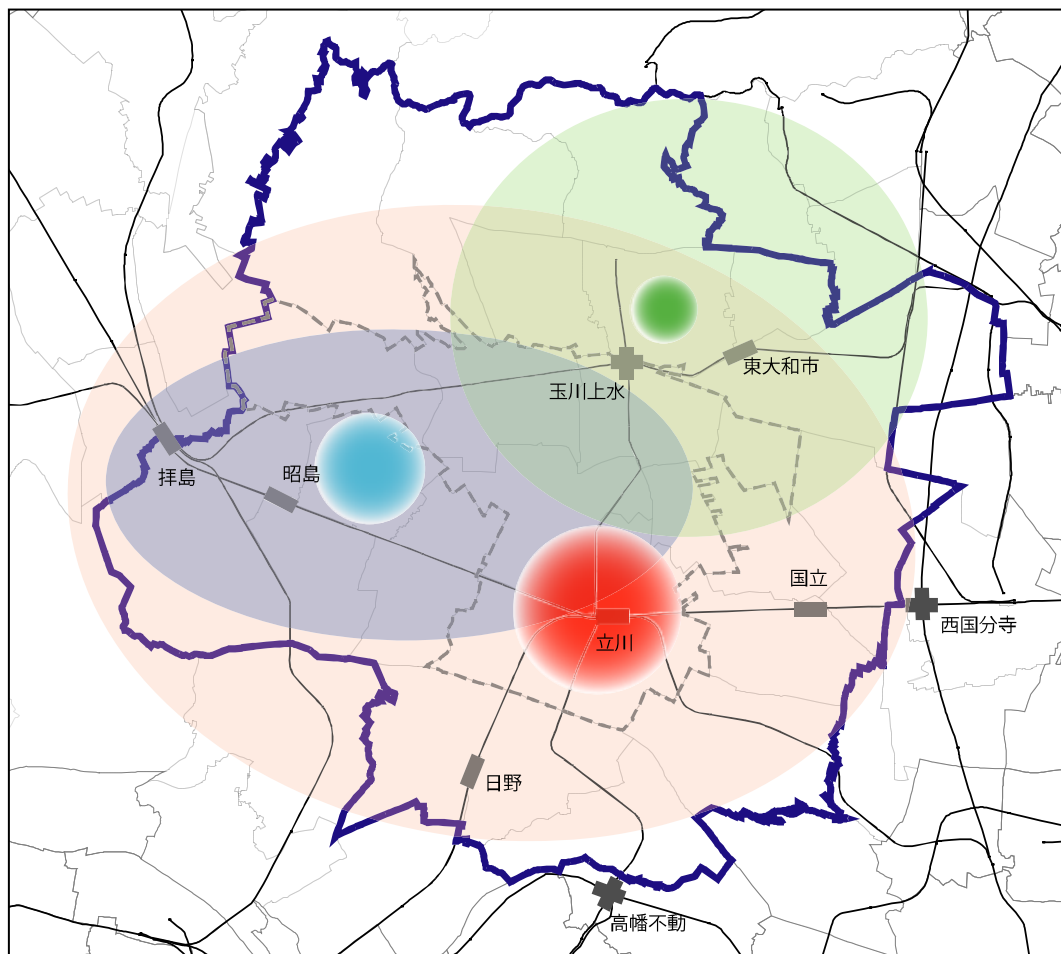 東大和市
玉川上水
昭島
拝島
国立
西国分寺
立川
日野
高幡不動